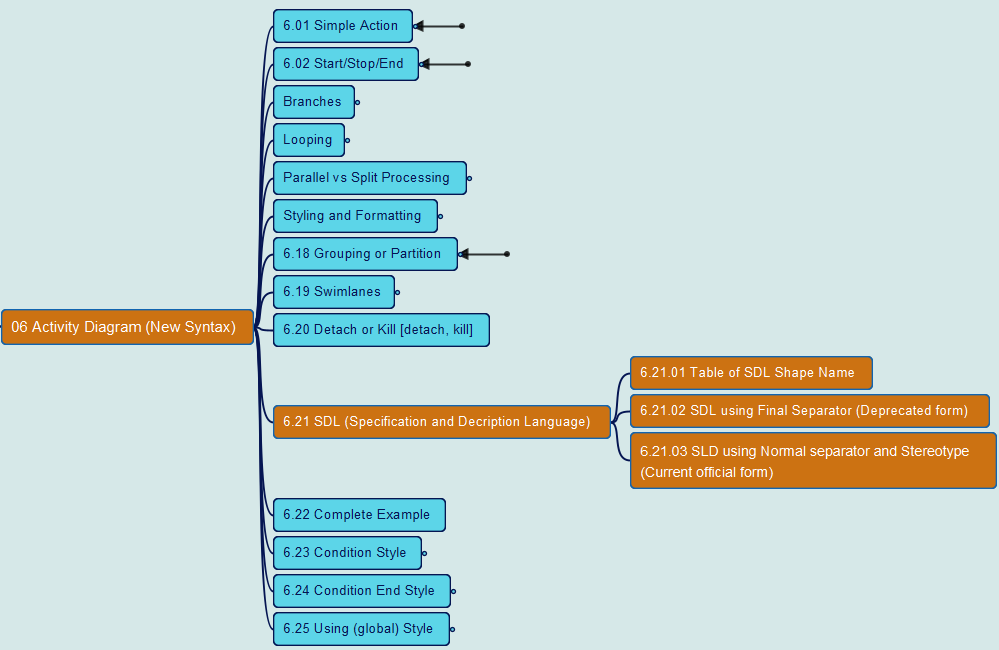 6.01 Simple Action
6.02 Start/Stop/End
Branches
Looping
Parallel vs Split Processing
Styling and Formatting
6.18 Grouping or Partition
6.19 Swimlanes
06 Activity Diagram (New Syntax)
6.20 Detach or Kill [detach, kill]
6.21 SDL (Specification and Decription Language)
6.21.01 Table of SDL Shape Name
6.21.02 SDL using Final Separator (Deprecated form)
6.21.03 SLD using Normal separator and Stereotype
(Current official form)
6.22 Complete Example
6.23 Condition Style
6.24 Condition End Style
6.25 Using (global) Style